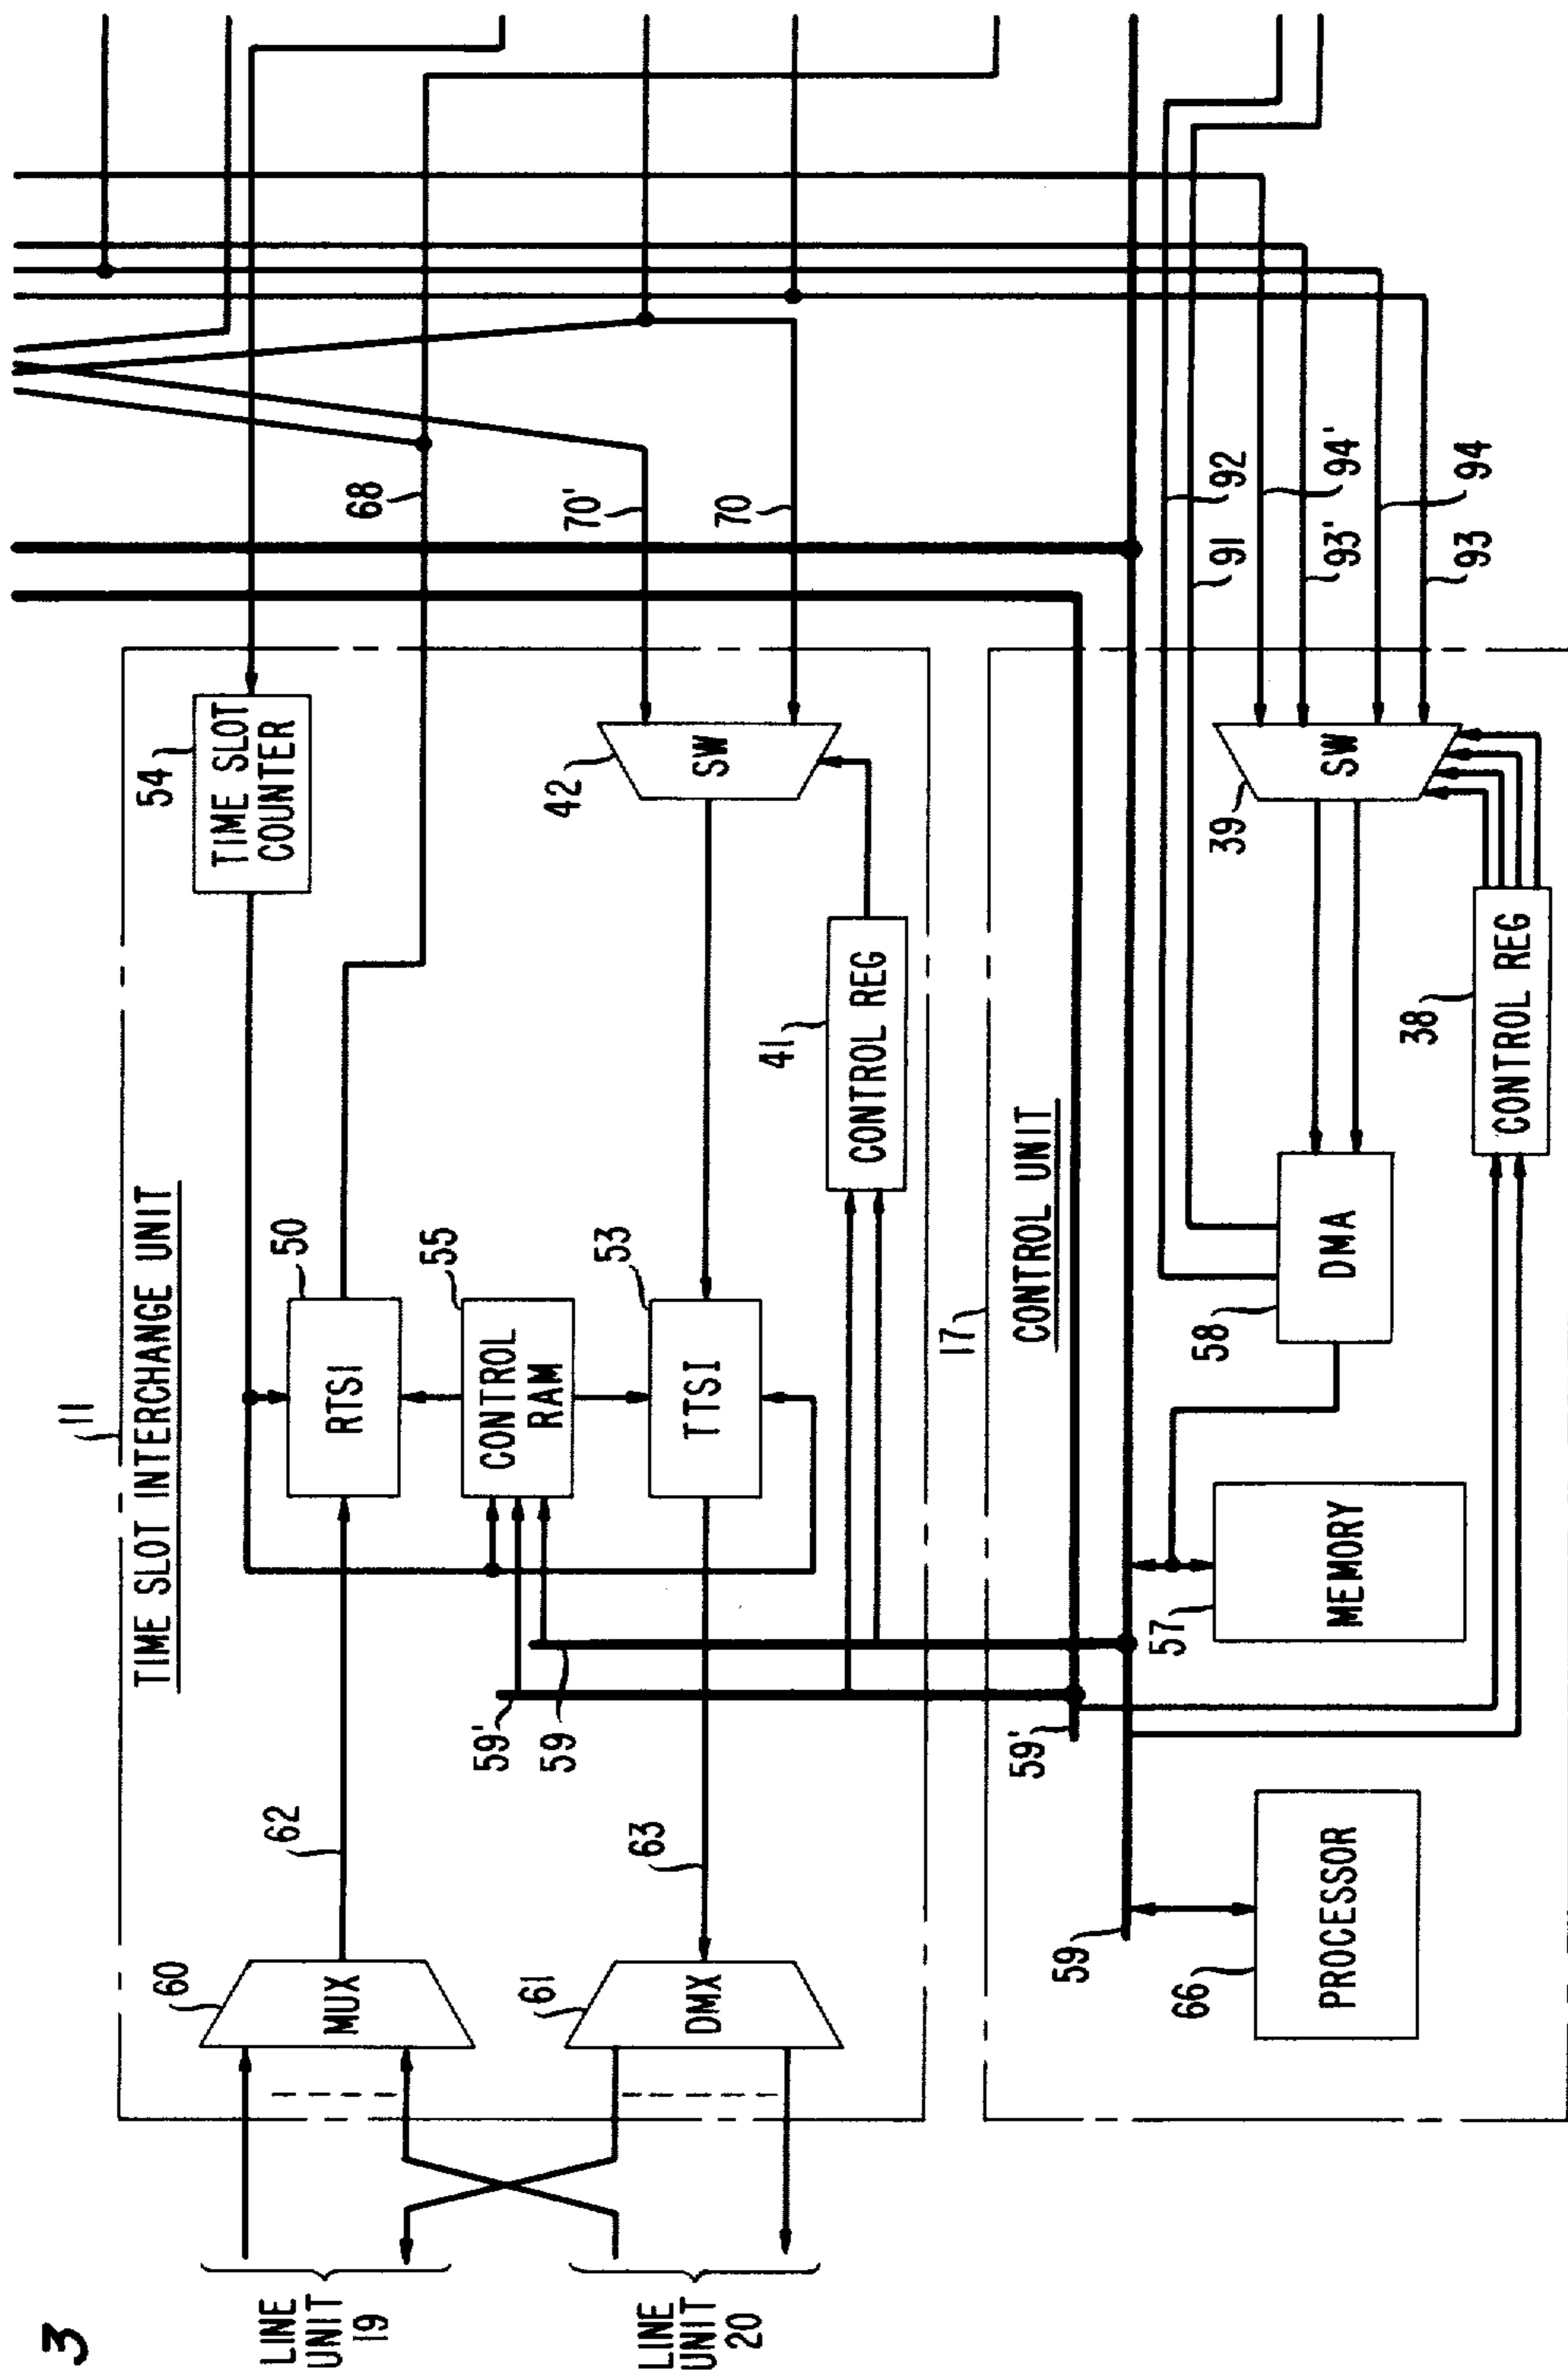 3
LINE
UNIT
19
LINE
UNIT
20
11
TIME SLOT INTERCHANGE UNIT
60
MUX
62
61
DMX
63
59'
59
50
RTSI
55
CONTROL
RAM
53
TTSI
54
TIME SLOT
COUNTER
42
SW
41
CONTROL REG
68
70'
70
17
CONTROL UNIT
59'
59
66
PROCESSOR
57
MEMORY
58
DMA
39
SW
38
CONTROL REG
91
92
93'
94'
93
94